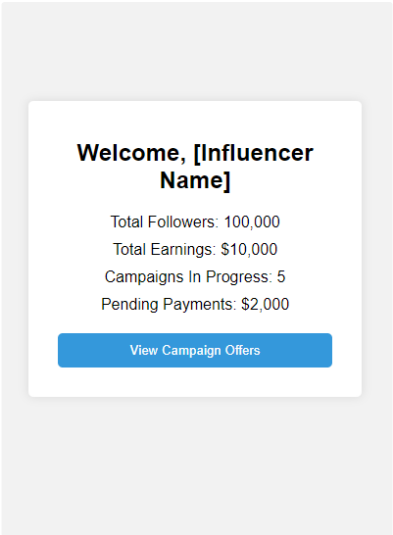 Welcome, [Influencer
Name]
Total Followers: 100,000
Total Earnings: $10,000
Campaigns In Progress: 5
Pending Payments: $2,000
View Campaign Offers